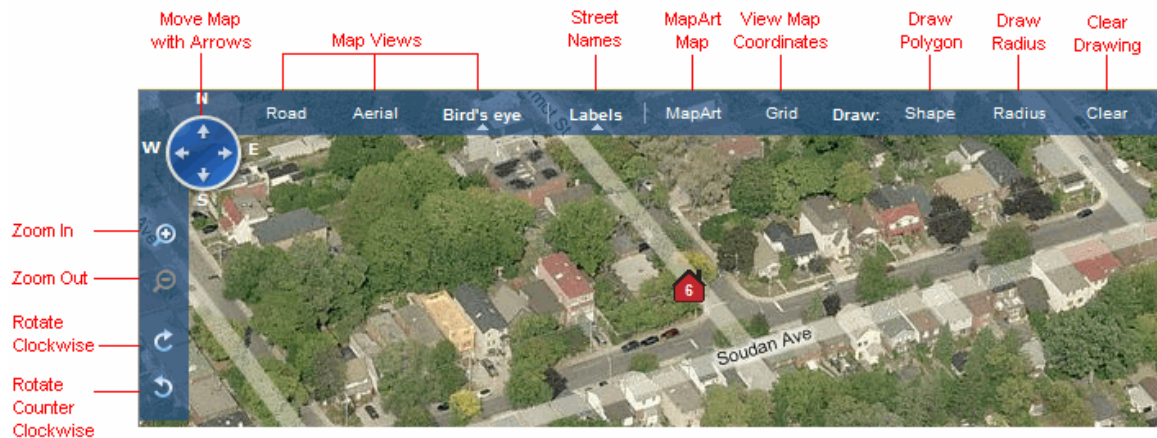 Move Map
with Arrows
Map Views
Street
Names
MapArt
Map
View Map
Coordinates
Draw
Polygon
Draw
Radius
Clear
Drawing
Road
Aerial
Bird's eye
Labels
MapArt
Grid
Draw:
Shape
Radius
Clear
N
W
E
S
Zoom In
Zoom Out
Rotate
Clockwise
Rotate
Counter
Clockwise
6
Soudan Ave
Ave